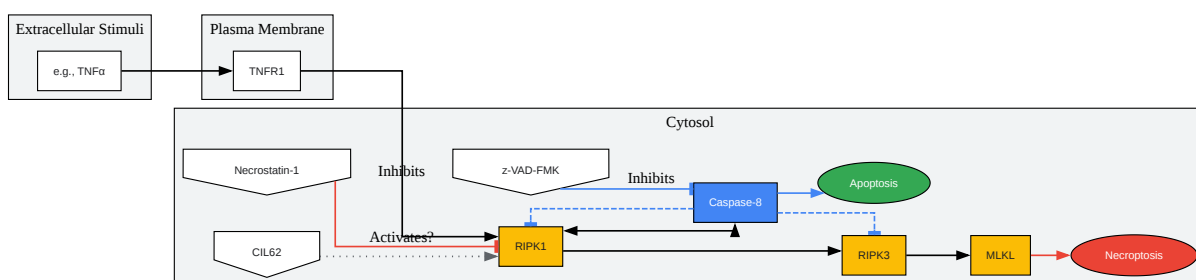 Extracellular Stimuli
Plasma Membrane
e.g., TNFα
TNFR1
Cytosol
Necrostatin-1
Inhibits
z-VAD-FMK
Inhibits
Caspase-8
Apoptosis
Activates?
CIL62
RIPK1
RIPK3
MLKL
Necroptosis